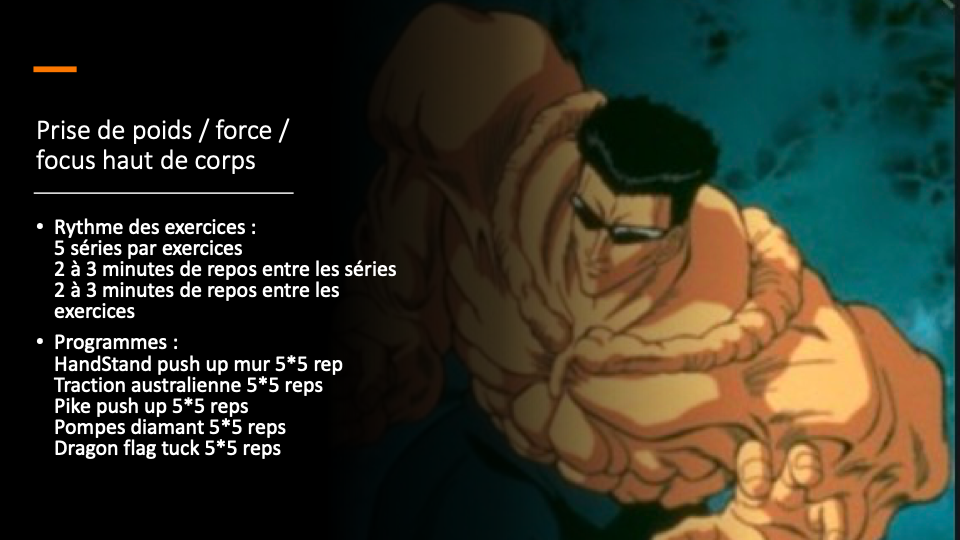 Prise de poids / force /
focus haut de corps
• Rythme des exercices :
5 séries par exercices
2 à 3 minutes de repos entre les séries
2 à 3 minutes de repos entre les
exercices
• Programmes :
HandStand push up mur 5*5 rep
Traction australienne 5*5 reps
Pike push up 5*5 reps
Pompes diamant 5*5 reps
Dragon flag tuck 5*5 reps